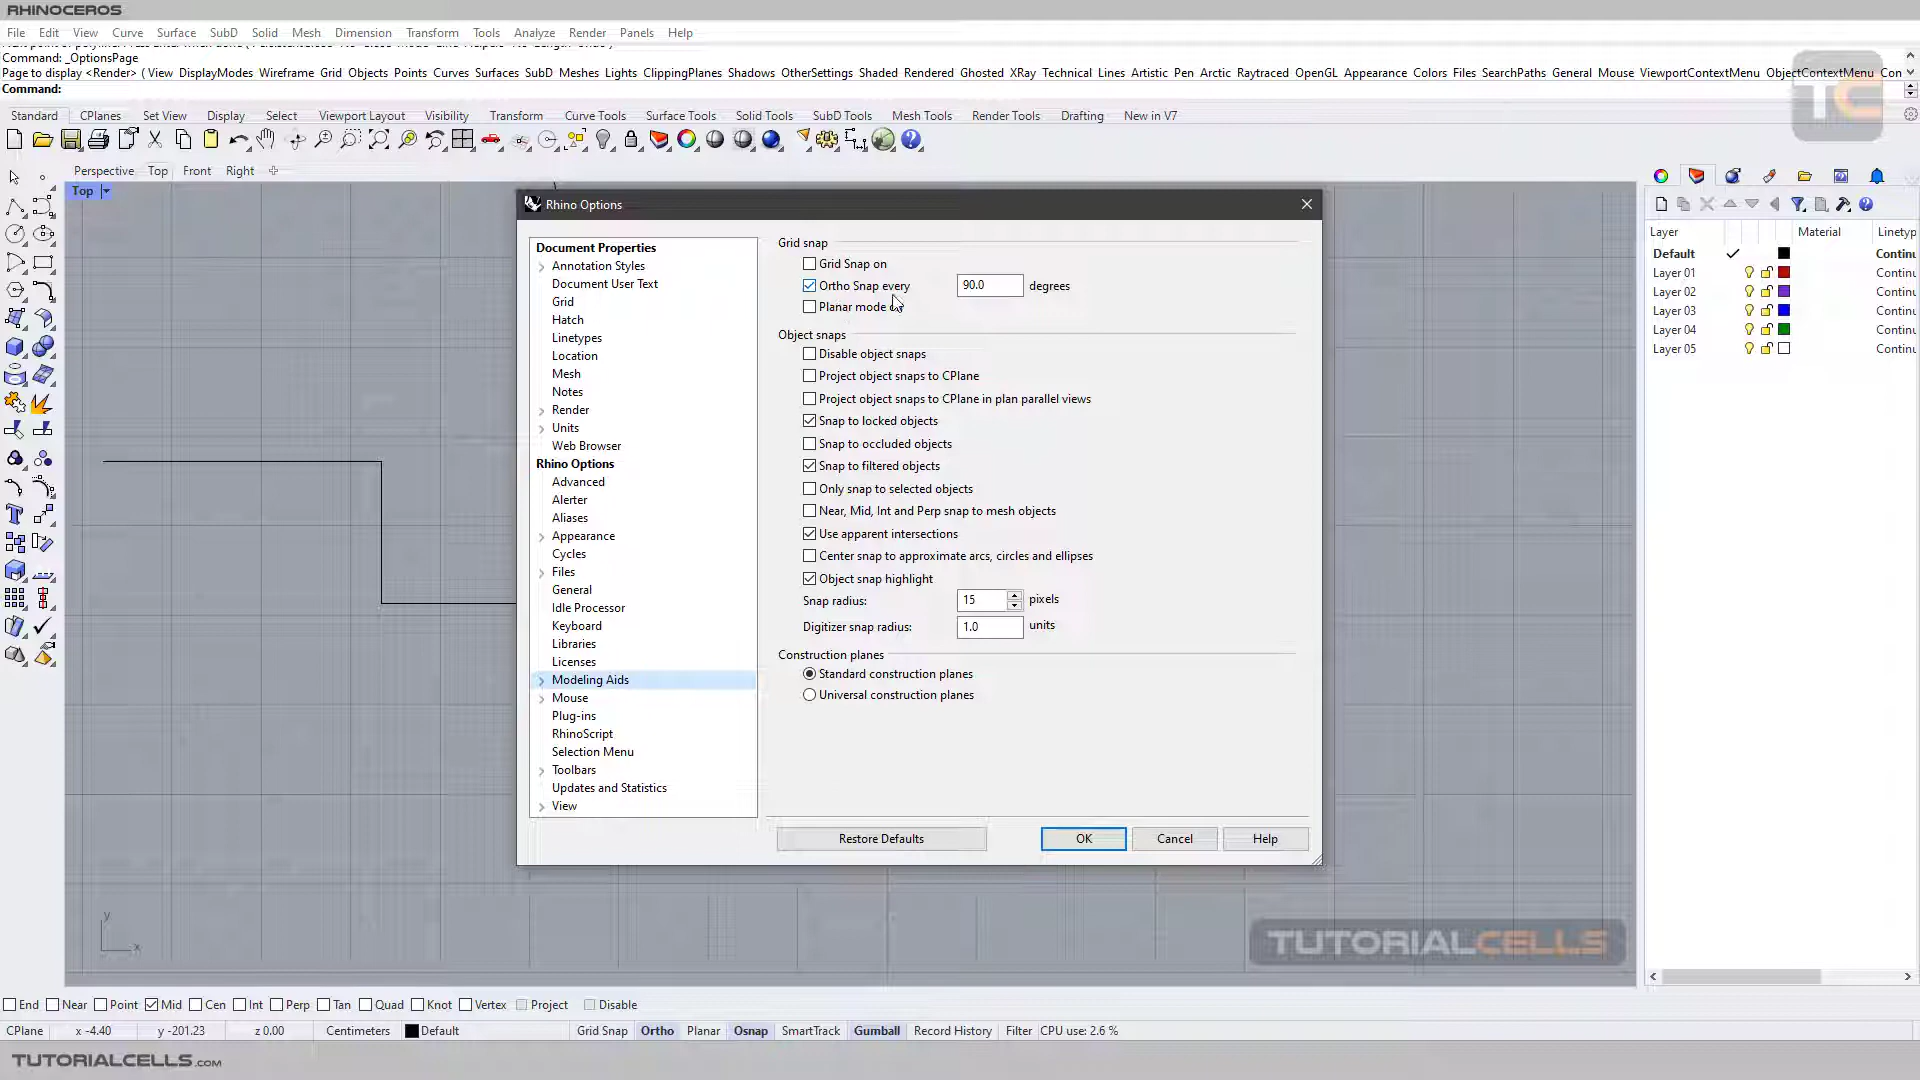 RHINOCEROS
File Edit View Curve Surface SubD Solid Mesh Dimension Transform Tools Analyze Render Panels Help
Command: _OptionsPage
Page to display <Render> ( View DisplayModes Wireframe Grid Objects Points Curves Surfaces SubD Meshes Lights ClippingPlanes Shadows OtherSettings Shaded Rendered Ghosted XRay Technical Lines Artistic Pen Arctic Raytraced OpenGL Appearance Colors Files SearchPaths General Mouse ViewportContextMenu ObjectContextMenu Con
Command:
TC
Standard CPlanes Set View Display Select Viewport Layout Visibility Transform Curve Tools Surface Tools Solid Tools SubD Tools Mesh Tools Render Tools Drafting New in V7
Perspective Top Front Right
Top
Rhino Options
Document Properties
Annotation Styles
Document User Text
Grid
Hatch
Linetypes
Location
Mesh
Notes
Render
Units
Web Browser
Rhino Options
Advanced
Alerter
Aliases
Appearance
Cycles
Files
General
Idle Processor
Keyboard
Libraries
Licenses
Modeling Aids
Mouse
Plug-ins
RhinoScript
Selection Menu
Toolbars
Updates and Statistics
View
Grid snap
Grid Snap on
Ortho Snap every 90.0 degrees
Planar mode
Object snaps
Disable object snaps
Project object snaps to CPlane
Project object snaps to CPlane in plan parallel views
Snap to locked objects
Snap to occluded objects
Snap to filtered objects
Only snap to selected objects
Near, Mid, Int and Perp snap to mesh objects
Use apparent intersections
Center snap to approximate arcs, circles and ellipses
Object snap highlight
Snap radius: 15 pixels
Digitizer snap radius: 1.0 units
Construction planes
Standard construction planes
Universal construction planes
Restore Defaults OK Cancel Help
Layer Material Linetyp
Default Continu
Layer 01 Continu
Layer 02 Continu
Layer 03 Continu
Layer 04 Continu
Layer 05 Continu
y
x
TUTORIALCELLS
End Near Point Mid Cen Int Perp Tan Quad Knot Vertex Project Disable
CPlane x -4.40 y -201.23 z 0.00 Centimeters Default Grid Snap Ortho Planar Osnap SmartTrack Gumball Record History Filter CPU use: 2.6 %
TUTORIALCELLS.COM